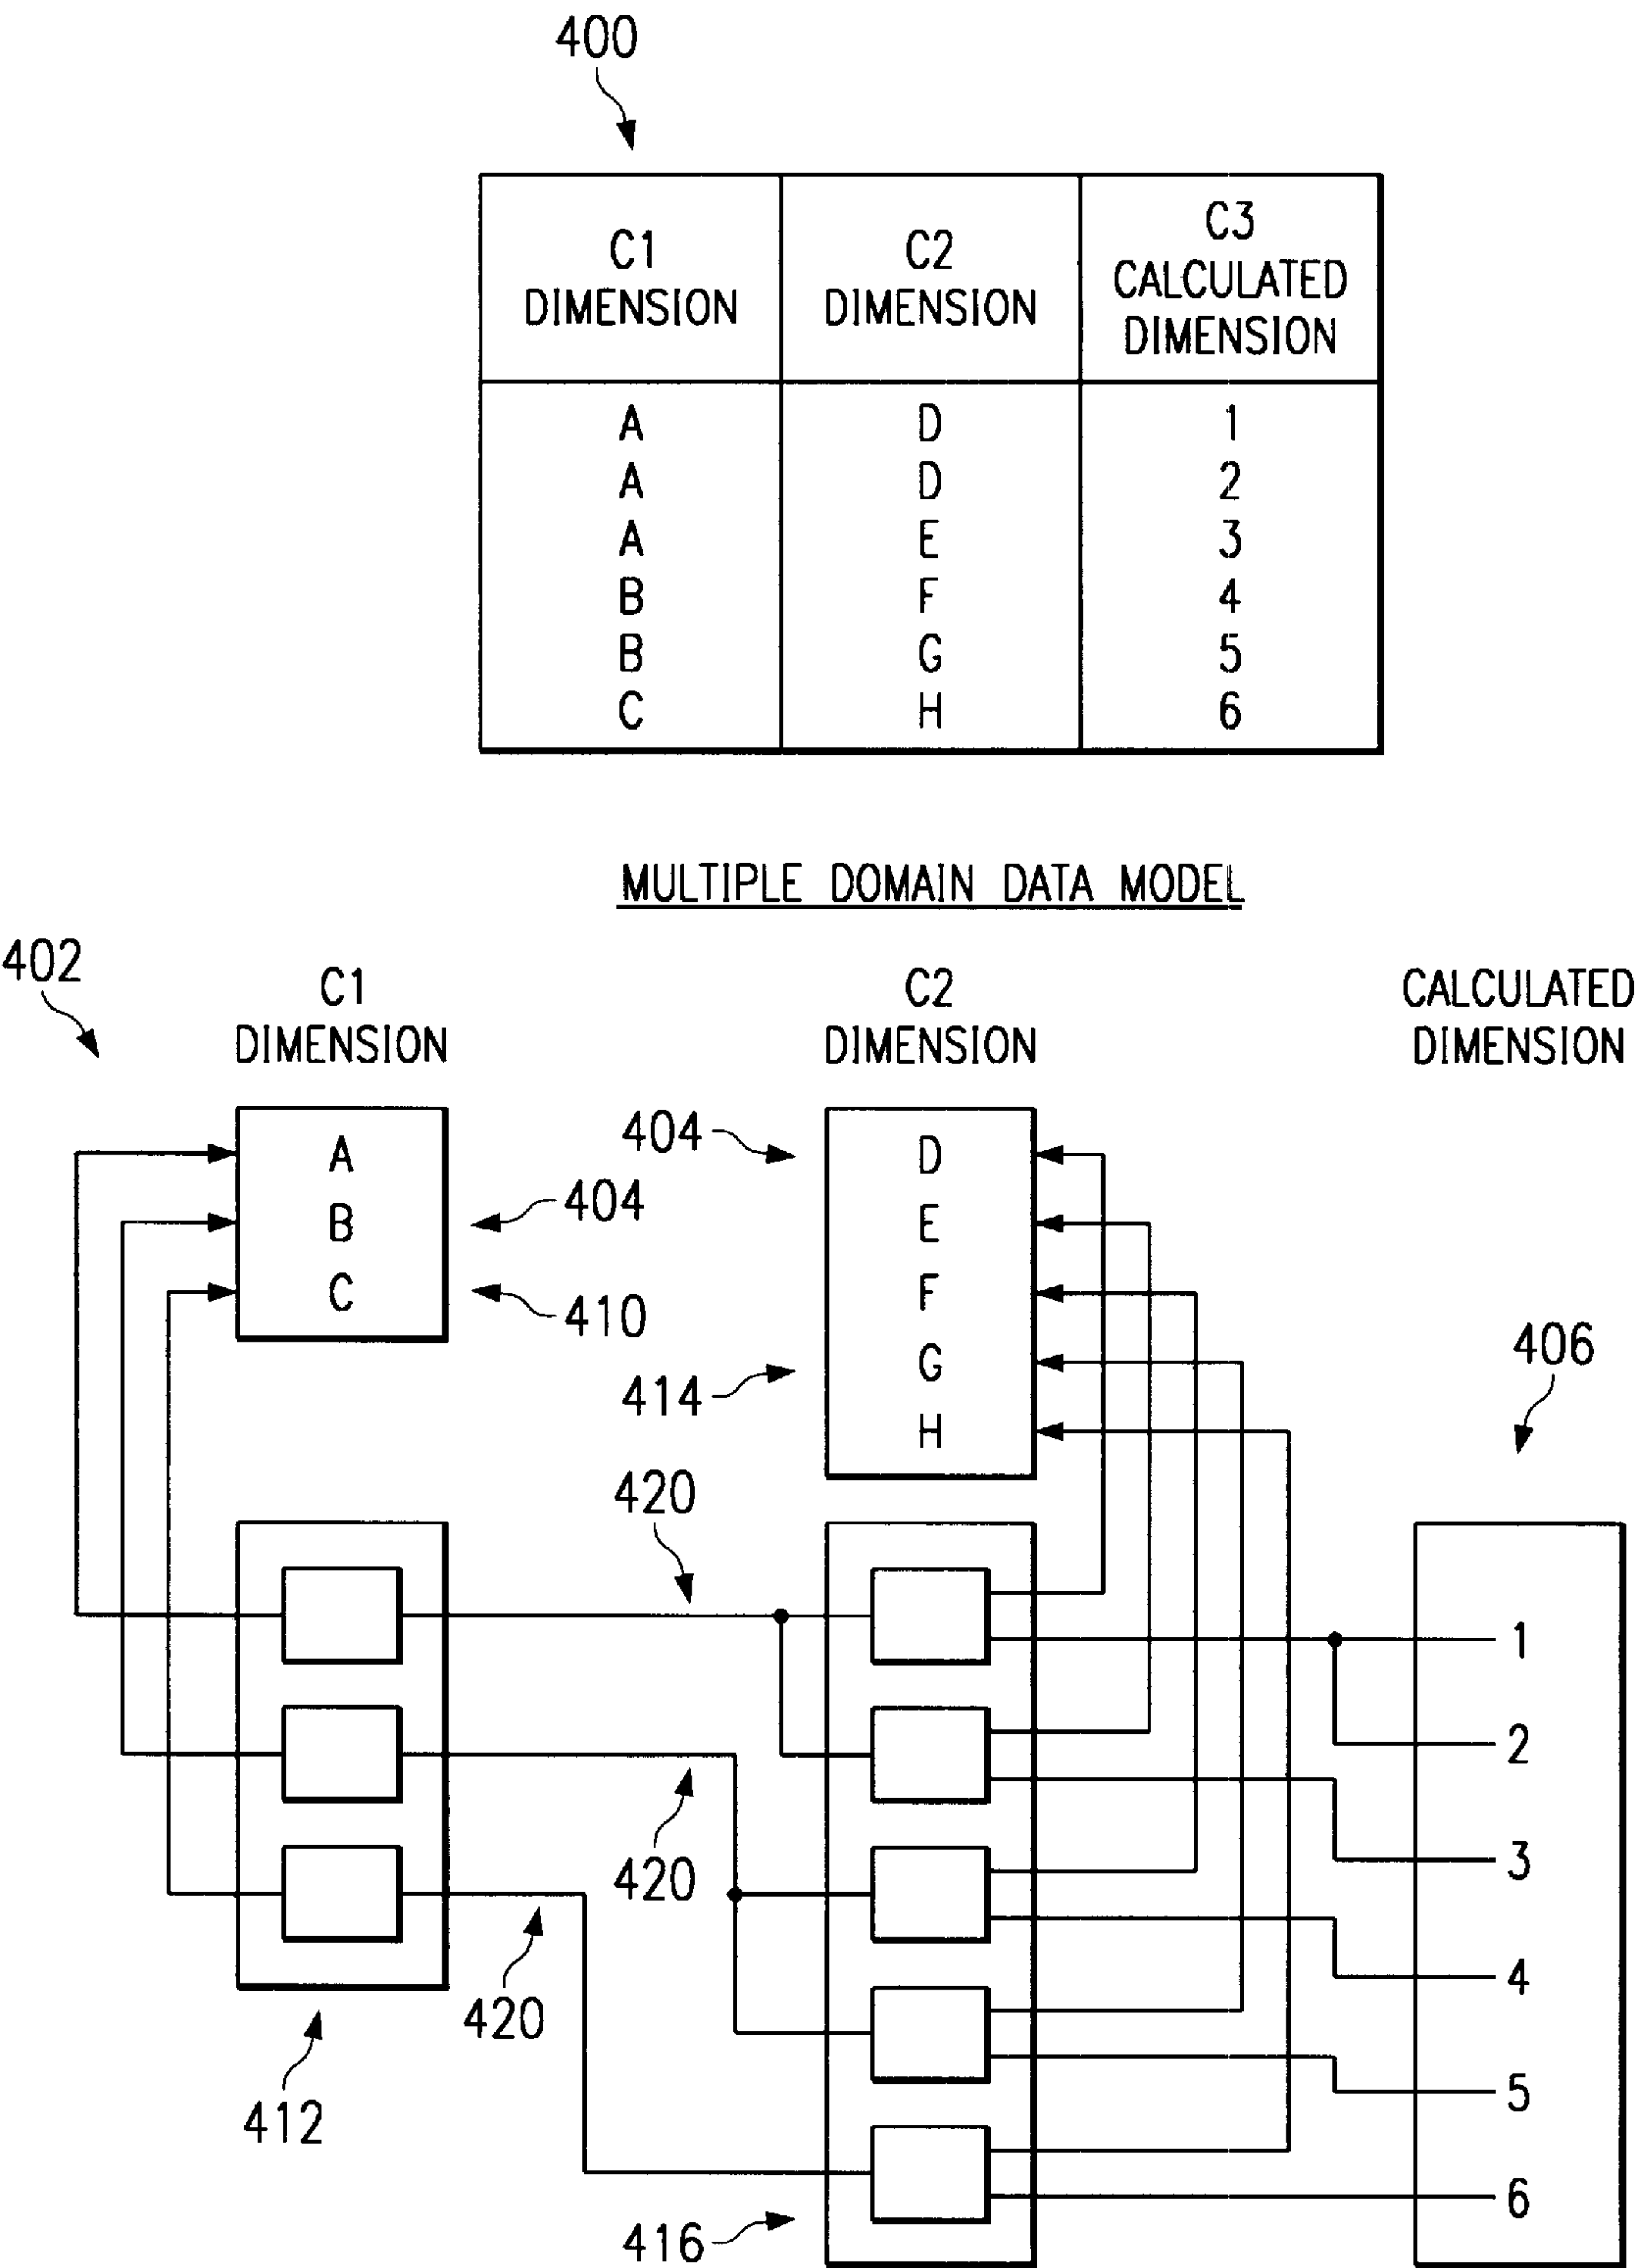 400
C1
DIMENSION
C2
DIMENSION
C3
CALCULATED
DIMENSION
A D 1
A D 2
A E 3
B F 4
B G 5
C H 6
MULTIPLE DOMAIN DATA MODEL
402
C1
DIMENSION
C2
DIMENSION
CALCULATED
DIMENSION
A
B
C
404
410
404
414
D
E
F
G
H
406
420
420
420
412
416
1
2
3
4
5
6